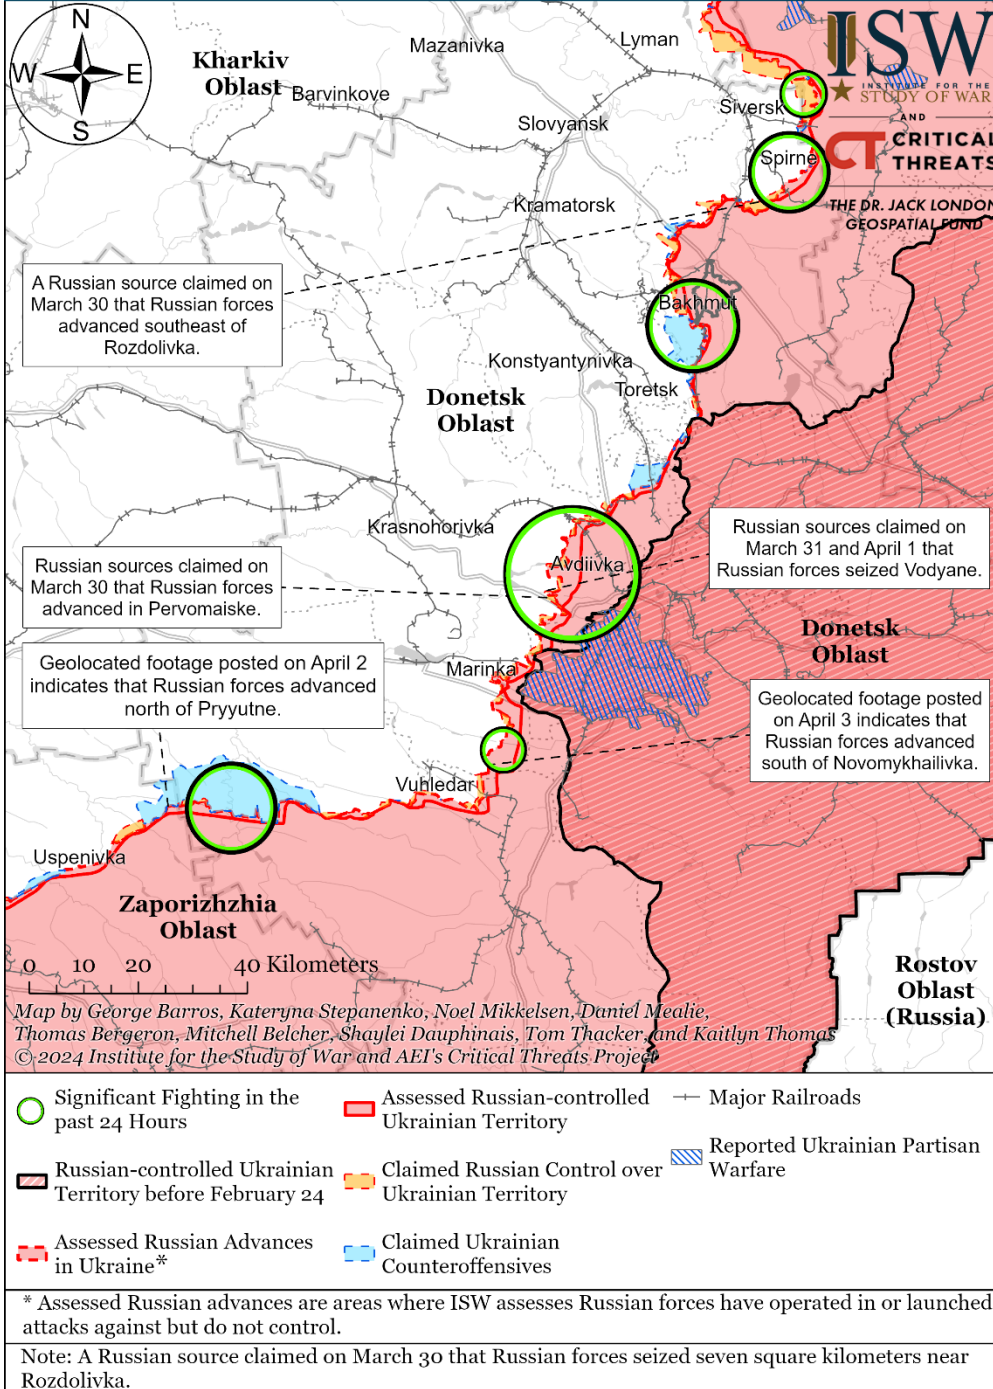 N
W E
S
Kharkiv
Oblast
Mazanivka
Lyman
Barvinkove
Slovyansk
Siversk
Spirne
Kramatorsk
ISW
INSTITUTE FOR THE
STUDY OF WAR
AND
CT CRITICAL
THREATS
THE DR. JACK LONDON
GEOSPATIAL FUND
A Russian source claimed on
March 30 that Russian forces
advanced southeast of
Rozdolivka.
Bakhmut
Konstyantynivka
Toretsk
Donetsk
Oblast
Krasnohorivka
Avdiivka
Russian sources claimed on
March 31 and April 1 that
Russian forces seized Vodyane.
Russian sources claimed on
March 30 that Russian forces
advanced in Pervomaiske.
Donetsk
Oblast
Geolocated footage posted on April 2
indicates that Russian forces advanced
north of Pryyutne.
Marinka
Geolocated footage posted
on April 3 indicates that
Russian forces advanced
south of Novomykhailivka.
Vuhledar
Uspenivka
Zaporizhzhia
Oblast
0 10 20 40 Kilometers
Rostov
Oblast
(Russia)
Map by George Barros, Kateryna Stepanenko, Noel Mikkelsen, Daniel Mealie,
Thomas Bergeron, Mitchell Belcher, Shaylei Dauphinais, Tom Thacker, and Kaitlyn Thomas
© 2024 Institute for the Study of War and AEI's Critical Threats Project
Significant Fighting in the
past 24 Hours
Russian-controlled Ukrainian
Territory before February 24
Assessed Russian Advances
in Ukraine*
Assessed Russian-controlled
Ukrainian Territory
Claimed Russian Control over
Ukrainian Territory
Claimed Ukrainian
Counteroffensives
Major Railroads
Reported Ukrainian Partisan
Warfare
* Assessed Russian advances are areas where ISW assesses Russian forces have operated in or launched
attacks against but do not control.
Note: A Russian source claimed on March 30 that Russian forces seized seven square kilometers near
Rozdolivka.